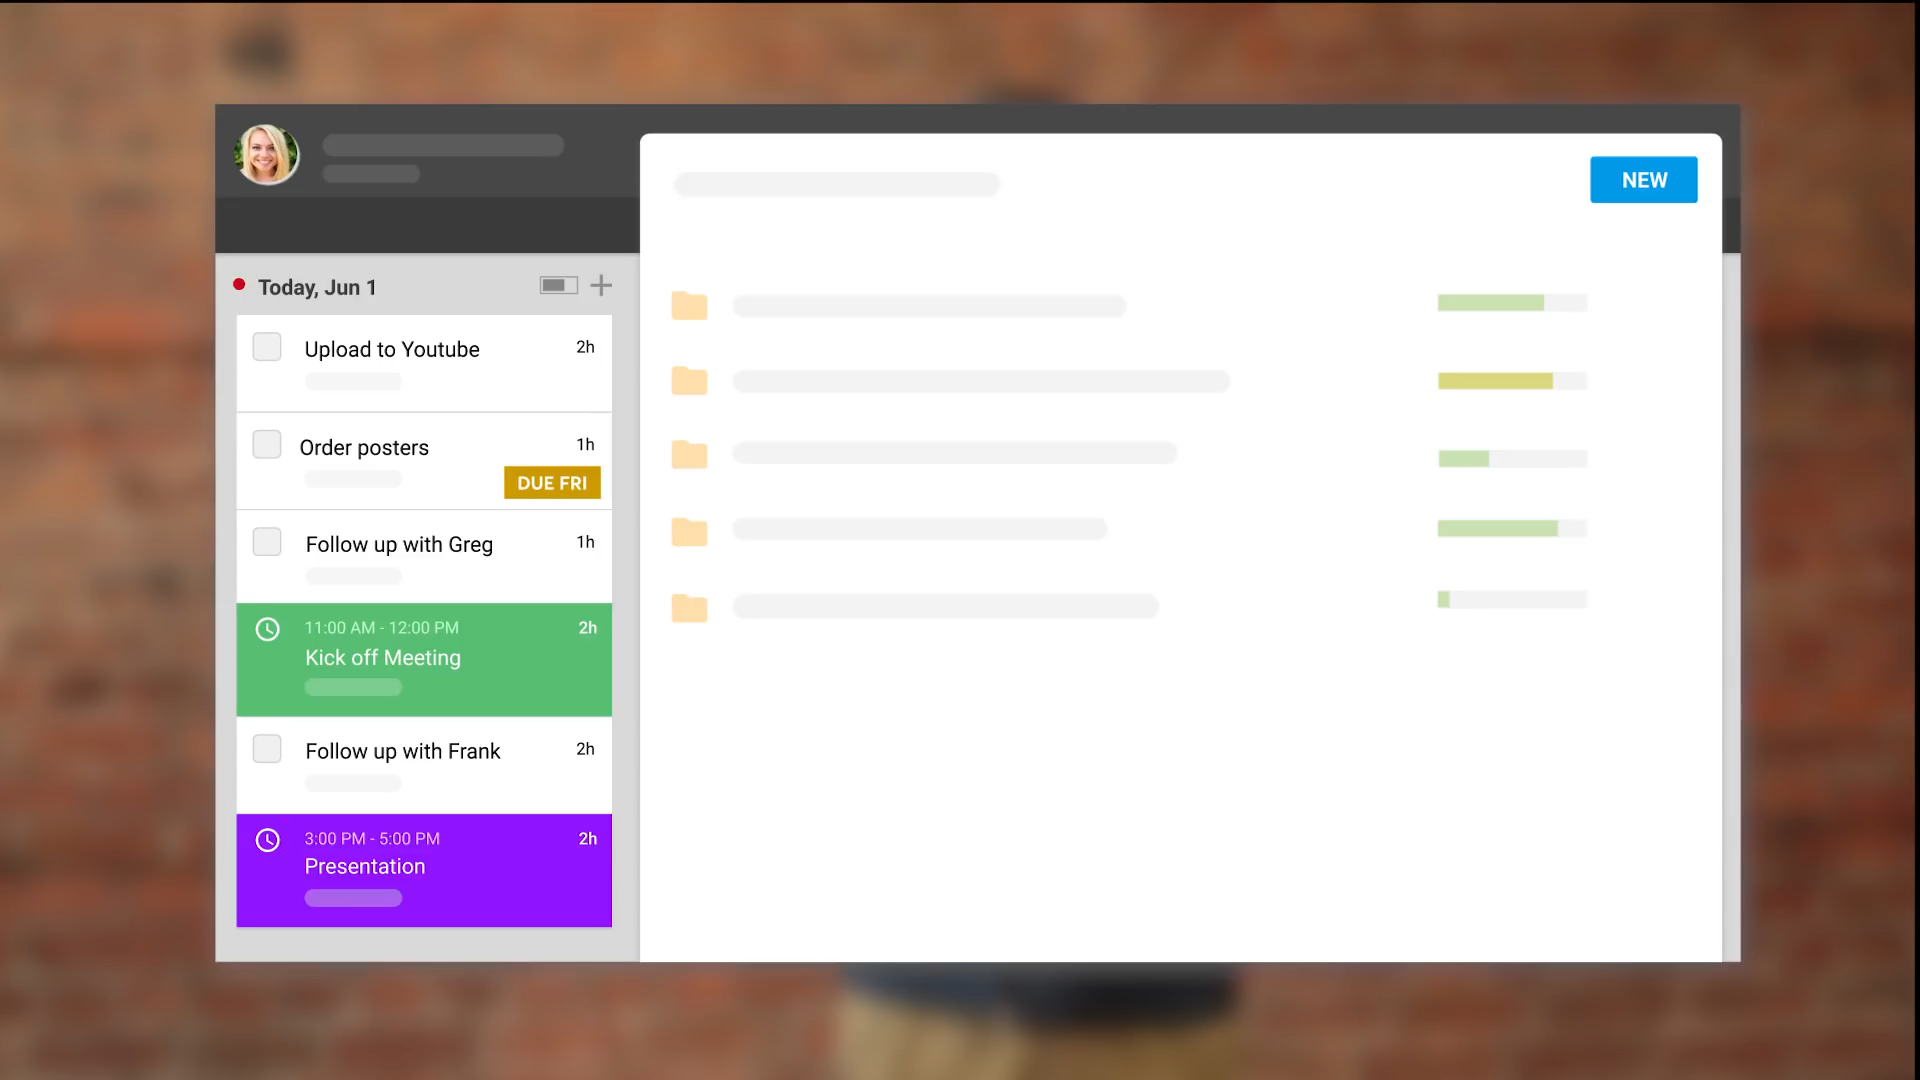 NEW
Today, Jun 1
Upload to Youtube 2h
Order posters 1h
DUE FRI
Follow up with Greg 1h
11:00 AM - 12:00 PM 2h
Kick off Meeting
Follow up with Frank 2h
3:00 PM - 5:00 PM 2h
Presentation